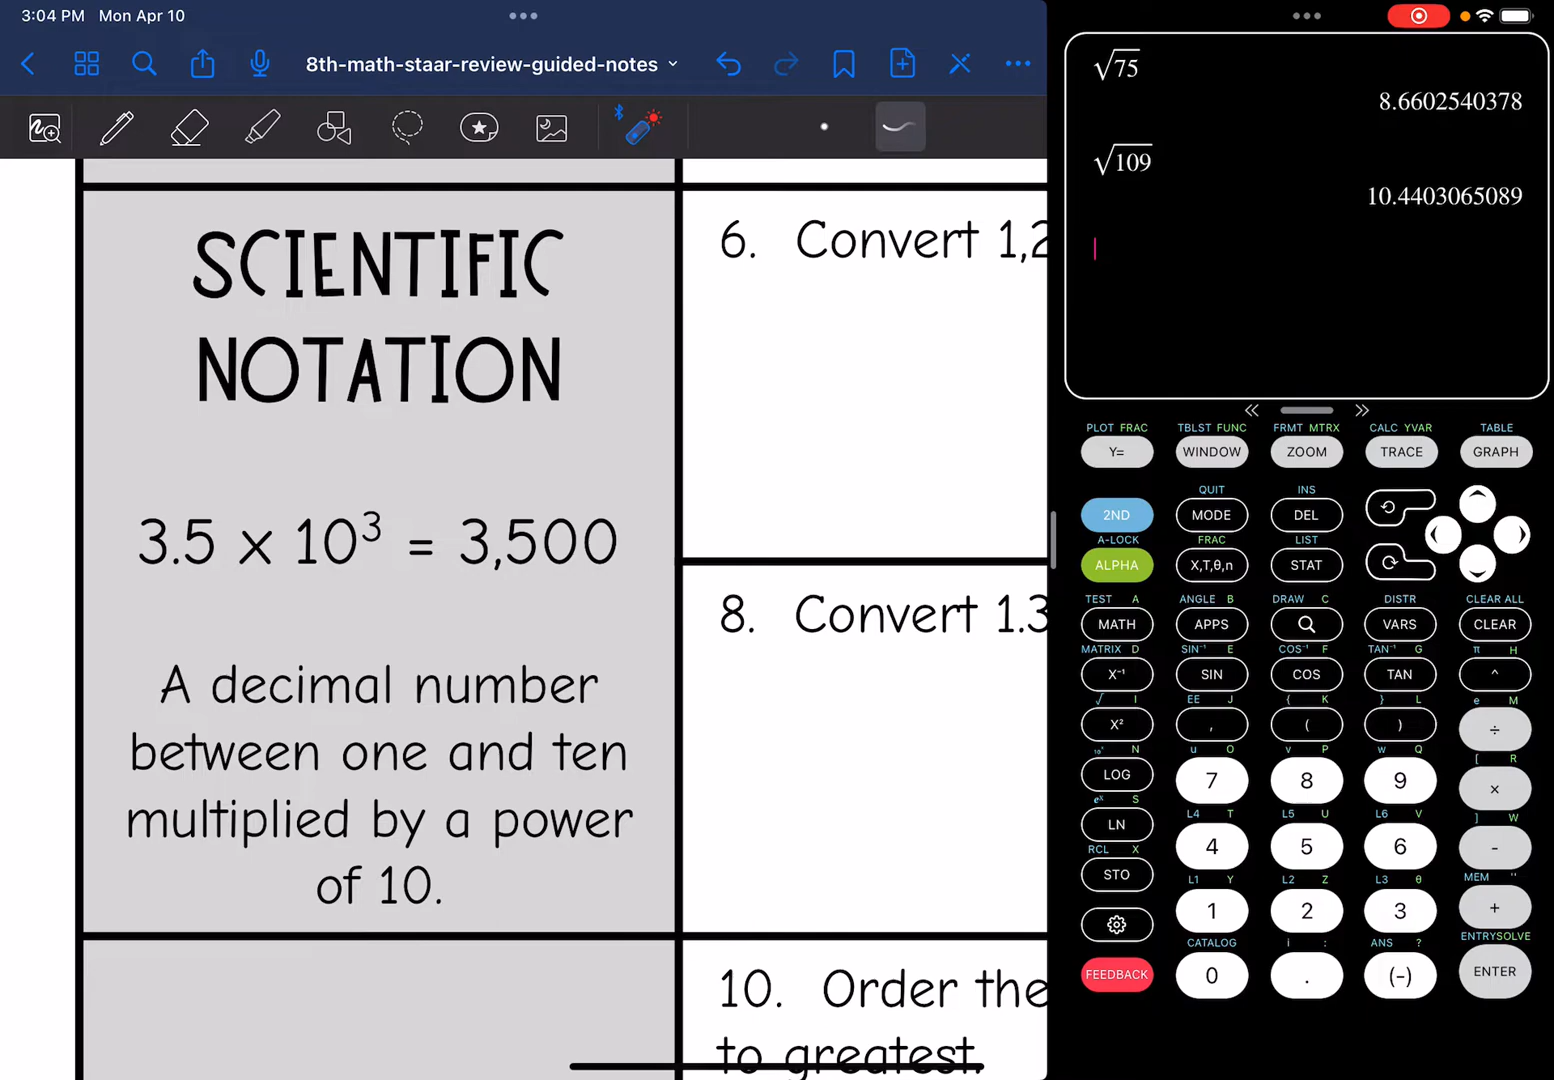 3:04 PM Mon Apr 10
8th-math-staar-review-guided-notes
SCIENTIFIC
NOTATION
3.5 x 10³ = 3,500
A decimal number
between one and ten
multiplied by a power
of 10.
6. Convert 1,2
8. Convert 1.3
10. Order the
to greatest.
√75
8.6602540378
√109
10.4403065089
PLOT FRAC TBLST FUNC FRMT MTRX CALC YVAR TABLE
Y= WINDOW ZOOM TRACE GRAPH
QUIT INS
2ND MODE DEL
A-LOCK FRAC LIST
ALPHA X,T,θ,n STAT
TEST A ANGLE B DRAW C DISTR CLEAR ALL
MATH APPS VARS CLEAR
MATRIX D SIN⁻¹ E COS⁻¹ F TAN⁻¹ G π H
X⁻¹ SIN COS TAN ^
√ I EE J { K } L e M
X² , ( ) ÷
10ˣ N u O v P w Q [ R
LOG 7 8 9 ×
eˣ S L4 T L5 U L6 V ] W
LN 4 5 6 -
RCL X L1 Y L2 Z L3 θ MEM "
STO 1 2 3 +
CATALOG i : ANS ? ENTRY SOLVE
FEEDBACK 0 . (-) ENTER